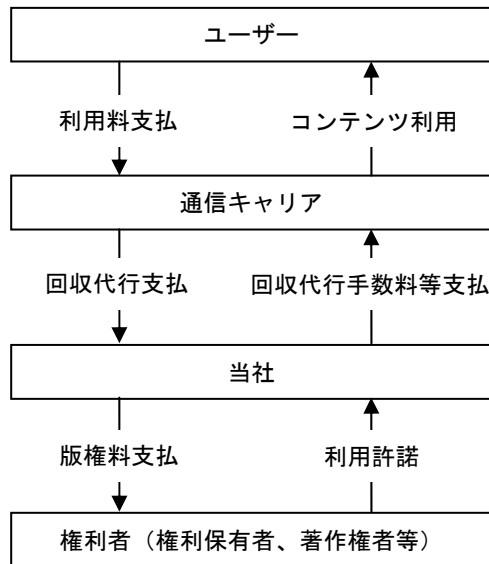 ユーザー
利用料支払
コンテンツ利用
通信キャリア
回収代行支払
回収代行手数料等支払
当社
版権料支払
利用許諾
権利者（権利保有者、著作権者等）